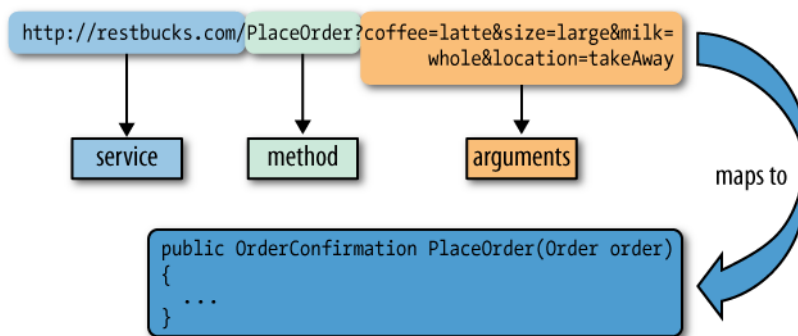 http://restbucks.com/PlaceOrder?coffee=latte&size=large&milk=
whole&location=takeAway
service
method
arguments
maps to
public OrderConfirmation PlaceOrder(Order order)
{
...
}